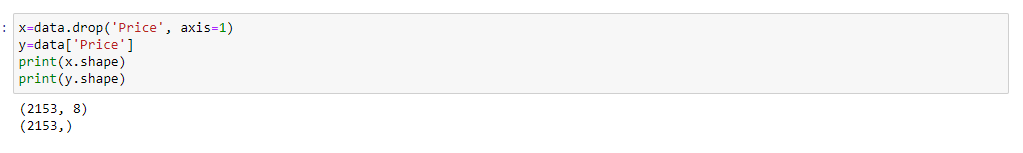 : x=data.drop('Price', axis=1)
y=data['Price']
print(x.shape)
print(y.shape)
(2153, 8)
(2153,)